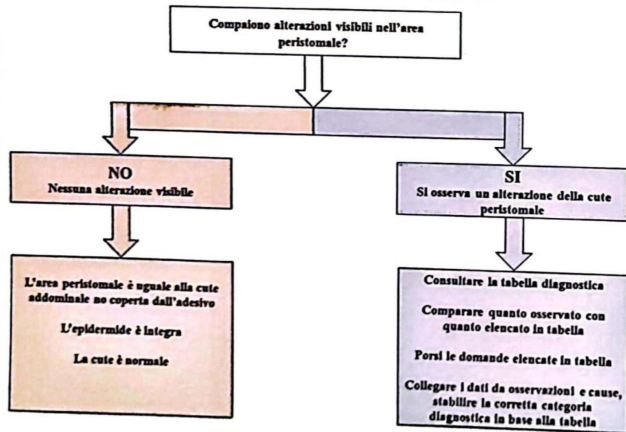 Compaiono alterazioni visibili nell'area
peristomale?
NO
Nessuna alterazione visibile
SI
Si osserva un alterazione della cute
peristomale
L'area peristomale è uguale alla cute
addominale no coperta dall'adesivo
L'epidermide è integra
La cute è normale
Consultare la tabella diagnostica
Comparare quanto osservato con
quanto elencato in tabella
Porsi le domande elencate in tabella
Collegare i dati da osservazioni e cause,
stabilire la corretta categoria
diagnostica in base alla tabella